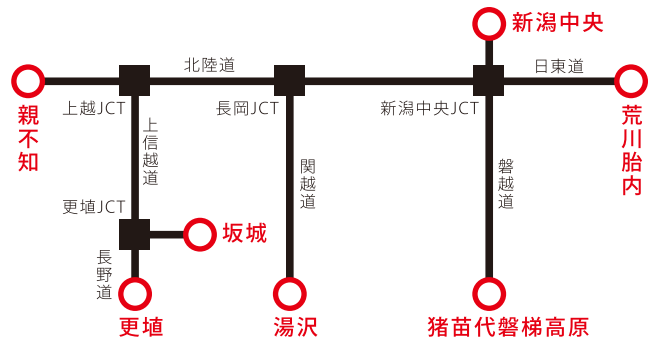 新潟中央
北陸道
日東道
親不知
上越JCT
長岡JCT
新潟中央JCT
荒川胎内
上信越道
関越道
磐越道
更埴JCT
坂城
長野道
更埴
湯沢
猪苗代磐梯高原